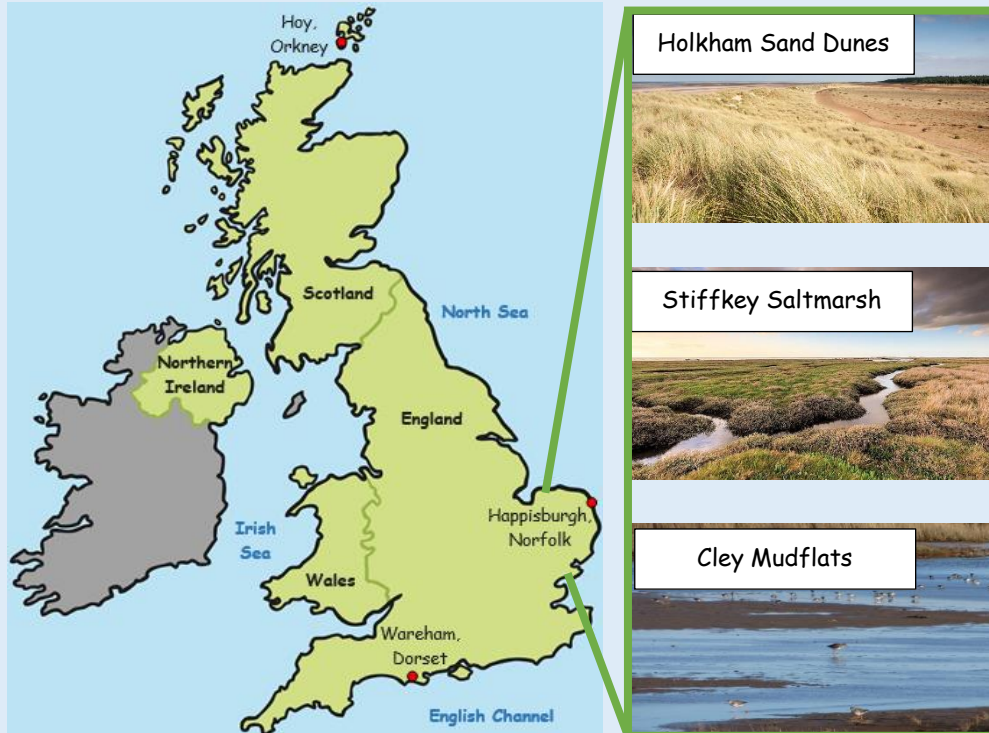 Hoy,
Orkney
Scotland
North Sea
Northern
Ireland
England
Happisburgh,
Norfolk
Irish
Sea
Wales
Wareham,
Dorset
English Channel
Holkham Sand Dunes
Stiffkey Saltmarsh
Cley Mudflats